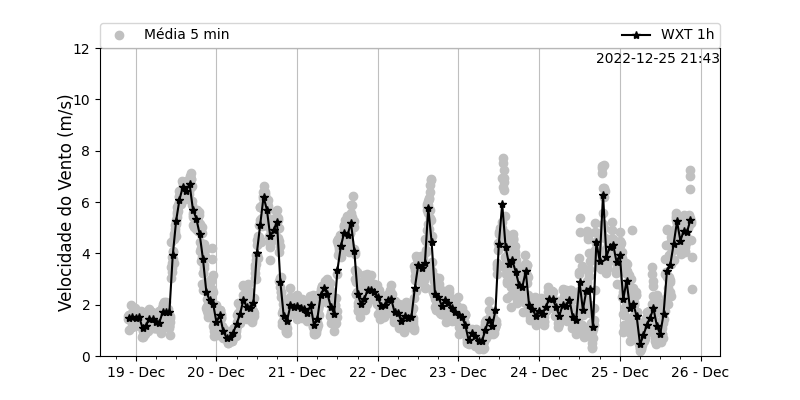 Média 5 min
WXT 1h
2022-12-25 21:43
Velocidade do Vento (m/s)
12
10
8
6
4
2
0
19 - Dec
20 - Dec
21 - Dec
22 - Dec
23 - Dec
24 - Dec
25 - Dec
26 - Dec